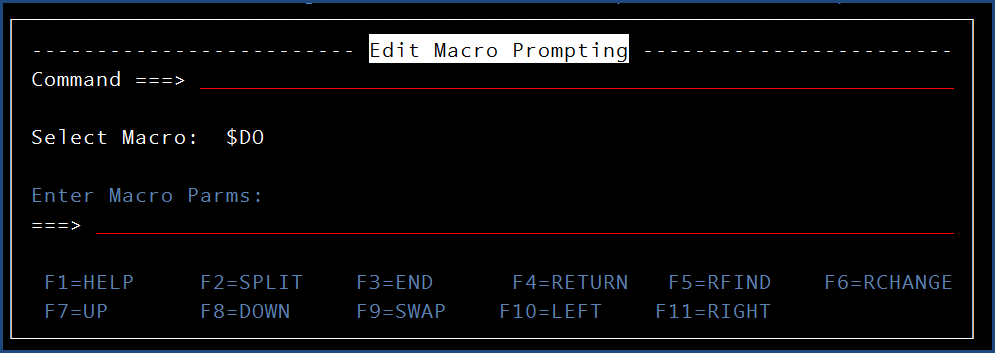 -------------------------- Edit Macro Prompting -------------------------
Command ===>
Select Macro:  $DO
Enter Macro Parms:
===>
F1=HELP F2=SPLIT F3=END F4=RETURN F5=RFIND F6=RCHANGE
F7=UP F8=DOWN F9=SWAP F10=LEFT F11=RIGHT